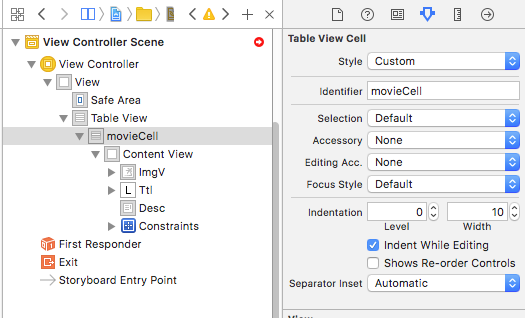 View Controller Scene
View Controller
View
Safe Area
Table View
movieCell
Content View
ImgV
L Ttl
Desc
Constraints
First Responder
Exit
Storyboard Entry Point
Table View Cell
Style Custom
Identifier movieCell
Selection Default
Accessory None
Editing Acc. None
Focus Style Default
Indentation 0 10
Level Width
Indent While Editing
Shows Re-order Controls
Separator Inset Automatic